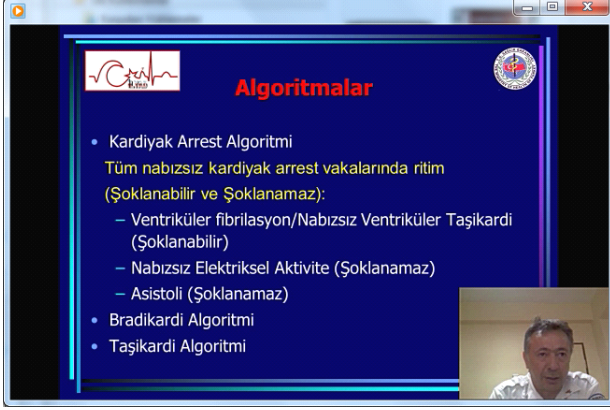 Algoritmalar
• Kardiyak Arrest Algoritmi
Tüm nabızsız kardiyak arrest vakalarında ritim
(Şoklanabilir ve Şoklanamaz):
– Ventriküler fibrilasyon/Nabızsız Ventriküler Taşikardi
(Şoklanabilir)
– Nabızsız Elektriksel Aktivite (Şoklanamaz)
– Asistoli (Şoklanamaz)
• Bradikardi Algoritmi
• Taşikardi Algoritmi